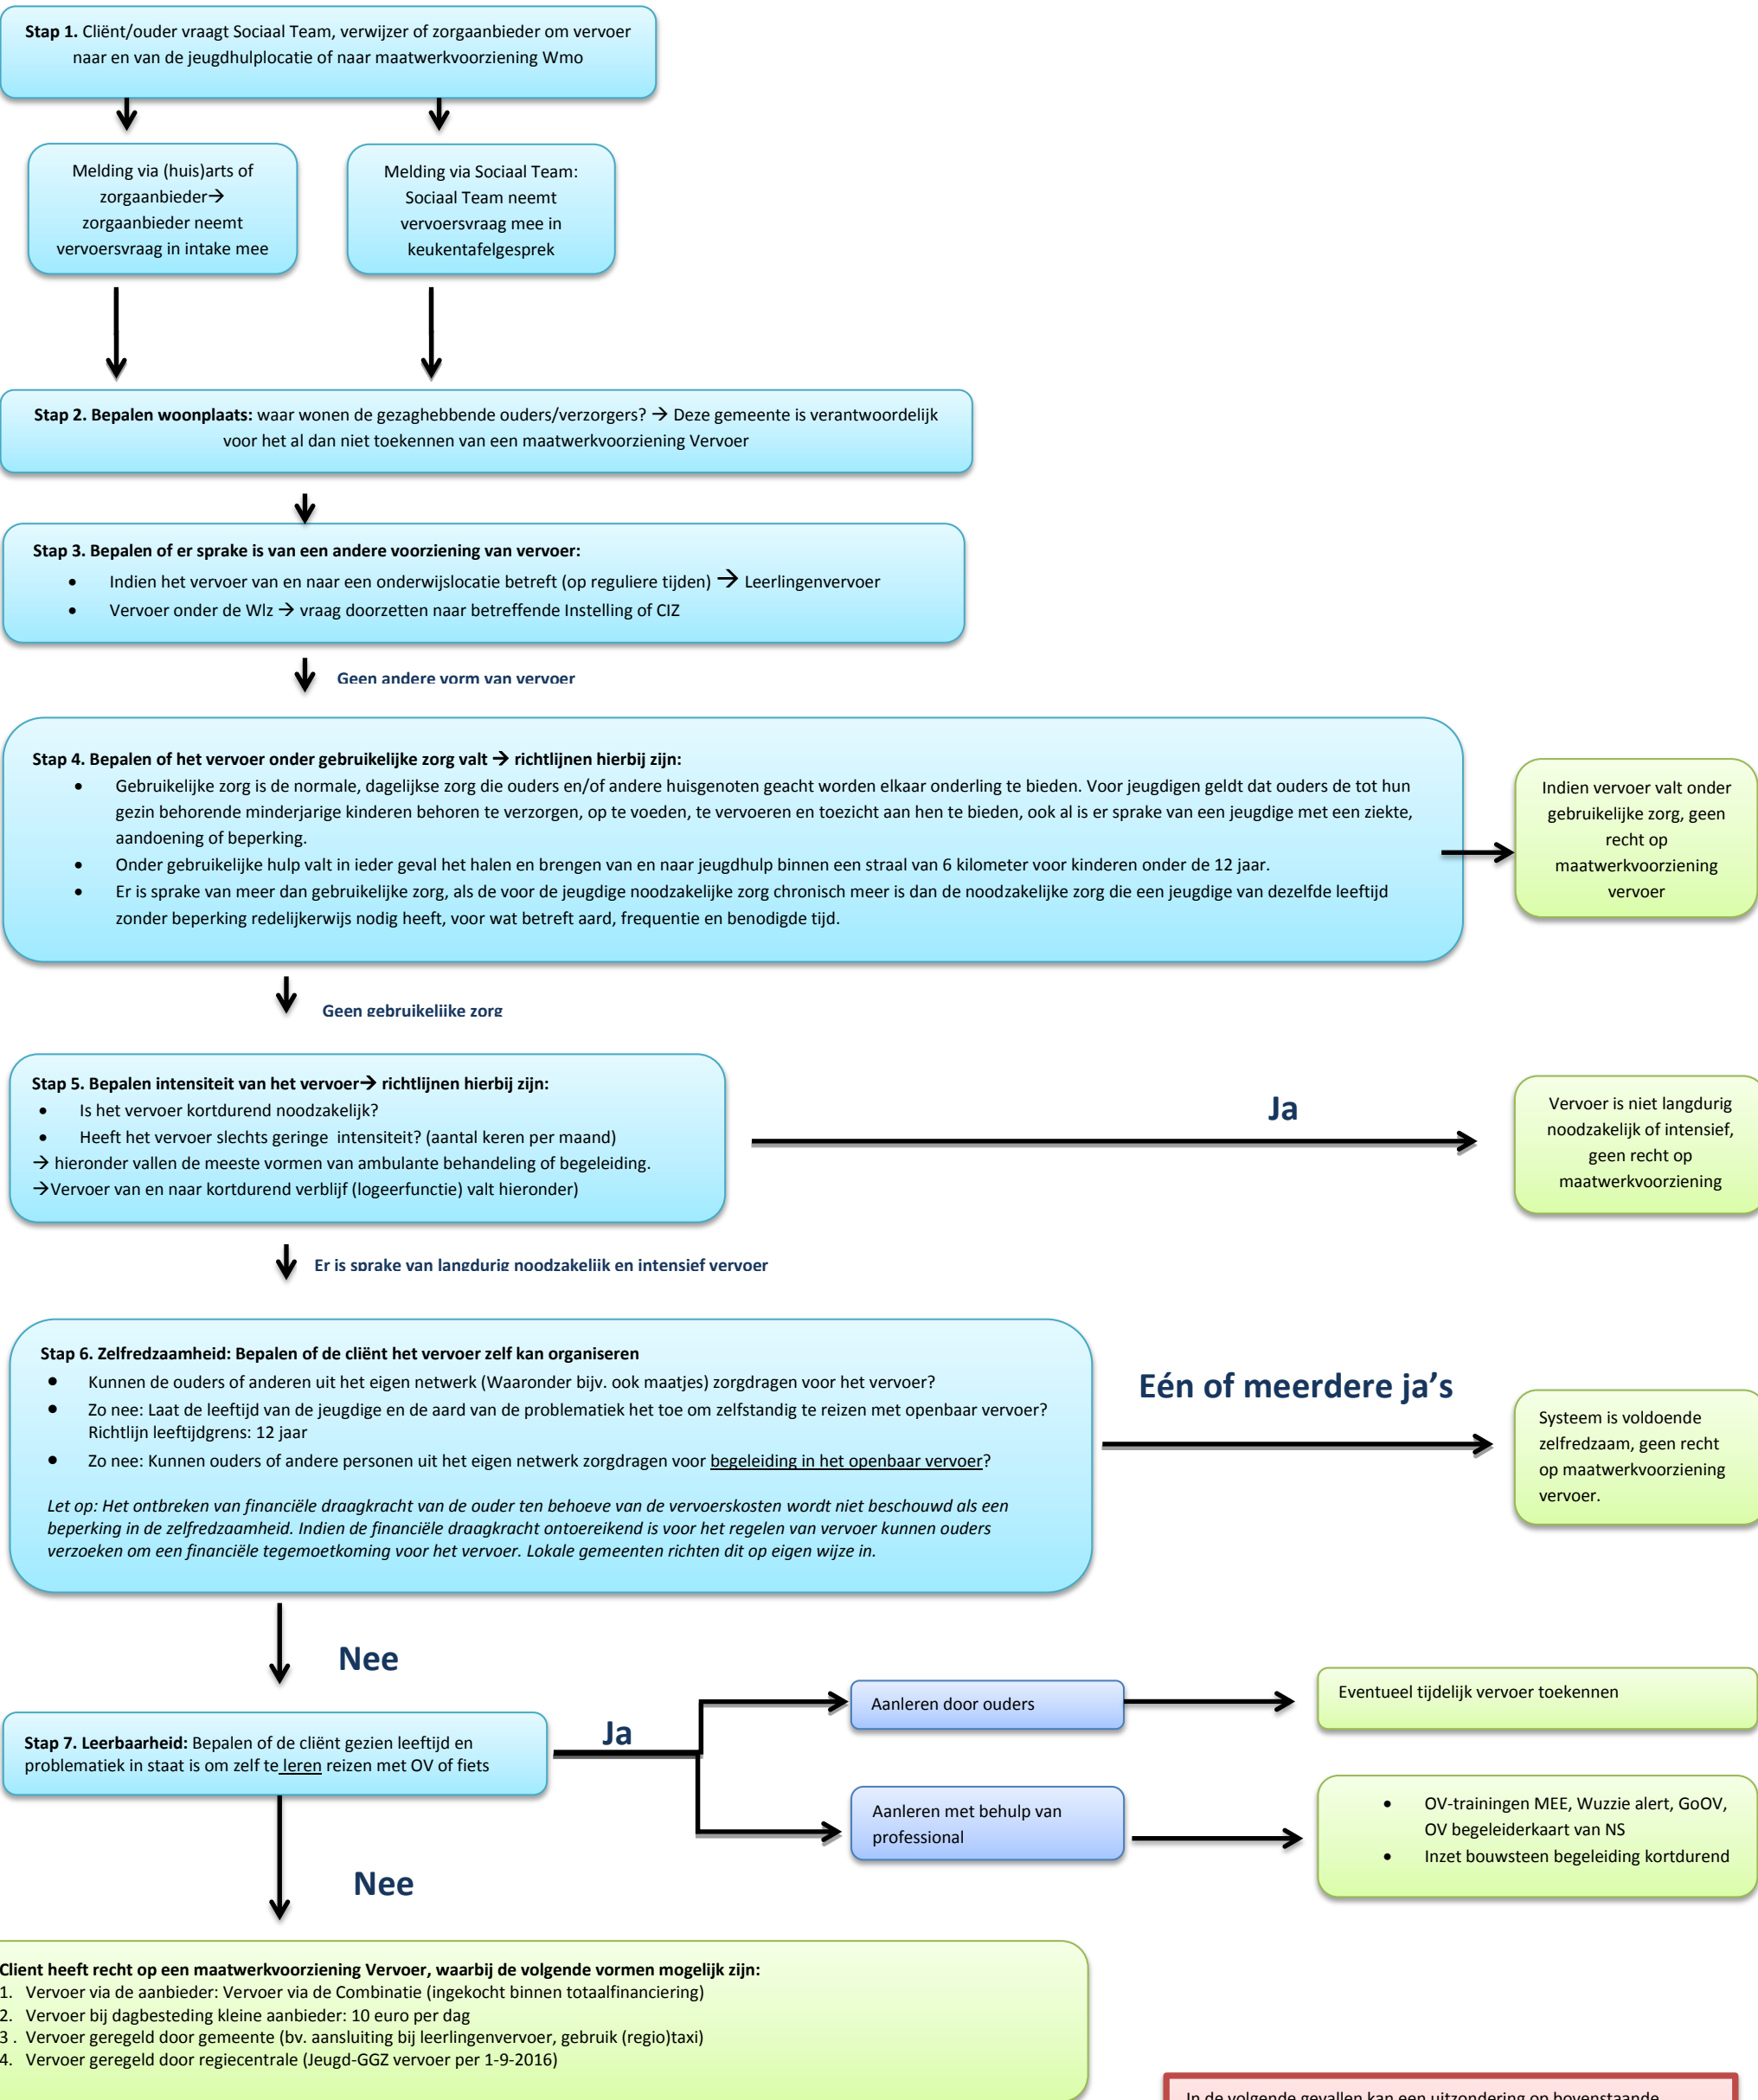 Stap 1. Cliënt/ouder vraagt Sociaal Team, verwijzer of zorgaanbieder om vervoer
naar en van de jeugdhulplocatie of naar maatwerkvoorziening Wmo
Melding via (huis)arts of
zorgaanbieder→
zorgaanbieder neemt
vervoersvraag in intake mee
Melding via Sociaal Team:
Sociaal Team neemt
vervoersvraag mee in
keukentafelgesprek
Stap 2. Bepalen woonplaats: waar wonen de gezaghebbende ouders/verzorgers? → Deze gemeente is verantwoordelijk
voor het al dan niet toekennen van een maatwerkvoorziening Vervoer
Stap 3. Bepalen of er sprake is van een andere voorziening van vervoer:
• Indien het vervoer van en naar een onderwijslocatie betreft (op reguliere tijden) → Leerlingenvervoer
• Vervoer onder de Wlz → vraag doorzetten naar betreffende Instelling of CIZ
Geen andere vorm van vervoer
Stap 4. Bepalen of het vervoer onder gebruikelijke zorg valt → richtlijnen hierbij zijn:
• Gebruikelijke zorg is de normale, dagelijkse zorg die ouders en/of andere huisgenoten geacht worden elkaar onderling te bieden. Voor jeugdigen geldt dat ouders de tot hun
gezin behorende minderjarige kinderen behoren te verzorgen, op te voeden, te vervoeren en toezicht aan hen te bieden, ook al is er sprake van een jeugdige met een ziekte,
aandoening of beperking.
• Onder gebruikelijke hulp valt in ieder geval het halen en brengen van en naar jeugdhulp binnen een straal van 6 kilometer voor kinderen onder de 12 jaar.
• Er is sprake van meer dan gebruikelijke zorg, als de voor de jeugdige noodzakelijke zorg chronisch meer is dan de noodzakelijke zorg die een jeugdige van dezelfde leeftijd
zonder beperking redelijkerwijs nodig heeft, voor wat betreft aard, frequentie en benodigde tijd.
Indien vervoer valt onder
gebruikelijke zorg, geen
recht op
maatwerkvoorziening
vervoer
Geen gebruikelijke zorg
Stap 5. Bepalen intensiteit van het vervoer→ richtlijnen hierbij zijn:
• Is het vervoer kortdurend noodzakelijk?
• Heeft het vervoer slechts geringe intensiteit? (aantal keren per maand)
→ hieronder vallen de meeste vormen van ambulante behandeling of begeleiding.
→Vervoer van en naar kortdurend verblijf (logeerfunctie) valt hieronder)
Ja
Vervoer is niet langdurig
noodzakelijk of intensief,
geen recht op
maatwerkvoorziening
Er is sprake van langdurig noodzakelijk en intensief vervoer
Stap 6. Zelfredzaamheid: Bepalen of de cliënt het vervoer zelf kan organiseren
• Kunnen de ouders of anderen uit het eigen netwerk (Waaronder bijv. ook maatjes) zorgdragen voor het vervoer?
• Zo nee: Laat de leeftijd van de jeugdige en de aard van de problematiek het toe om zelfstandig te reizen met openbaar vervoer?
Richtlijn leeftijdgrens: 12 jaar
• Zo nee: Kunnen ouders of andere personen uit het eigen netwerk zorgdragen voor begeleiding in het openbaar vervoer?
Let op: Het ontbreken van financiële draagkracht van de ouder ten behoeve van de vervoerskosten wordt niet beschouwd als een
beperking in de zelfredzaamheid. Indien de financiële draagkracht ontoereikend is voor het regelen van vervoer kunnen ouders
verzoeken om een financiële tegemoetkoming voor het vervoer. Lokale gemeenten richten dit op eigen wijze in.
Eén of meerdere ja's
Systeem is voldoende
zelfredzaam, geen recht
op maatwerkvoorziening
vervoer.
Nee
Stap 7. Leerbaarheid: Bepalen of de cliënt gezien leeftijd en
problematiek in staat is om zelf te leren reizen met OV of fiets
Ja
Aanleren door ouders
Eventueel tijdelijk vervoer toekennen
Aanleren met behulp van
professional
• OV-trainingen MEE, Wuzzie alert, GoOV,
OV begeleiderkaart van NS
• Inzet bouwsteen begeleiding kortdurend
Nee
Client heeft recht op een maatwerkvoorziening Vervoer, waarbij de volgende vormen mogelijk zijn:
1. Vervoer via de aanbieder: Vervoer via de Combinatie (ingekocht binnen totaalfinanciering)
2. Vervoer bij dagbesteding kleine aanbieder: 10 euro per dag
3 . Vervoer geregeld door gemeente (bv. aansluiting bij leerlingenvervoer, gebruik (regio)taxi)
4. Vervoer geregeld door regiecentrale (Jeugd-GGZ vervoer per 1-9-2016)
In de volgende gevallen kan een uitzondering op bovenstaande